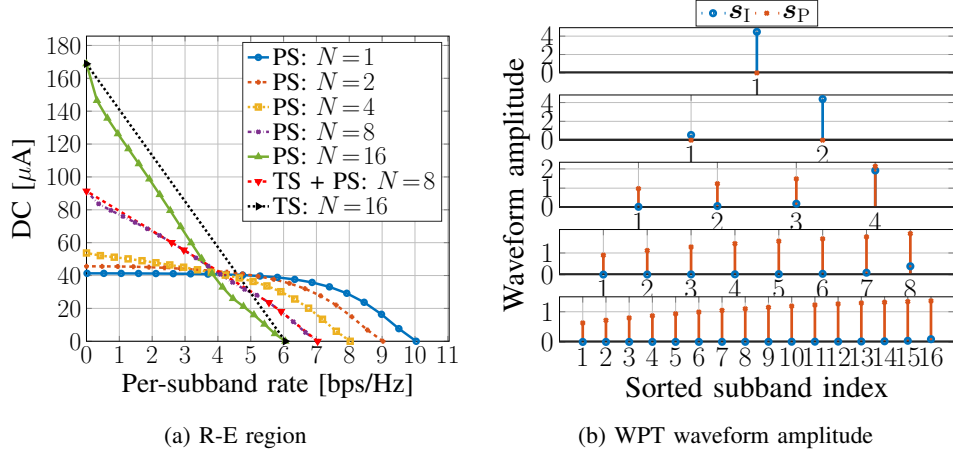 180
160
140
120
100
80
60
40
20
0
DC [μA]
0 1 2 3 4 5 6 7 8 9 10 11
Per-subband rate [bps/Hz]
PS: N = 1
PS: N = 2
PS: N = 4
PS: N = 8
PS: N = 16
TS + PS: N = 8
TS: N = 16
(a) R-E region
s_I s_P
Waveform amplitude
4
2
0
1
4
2
0
1 2
2
1
0
1 2 3 4
1
0
1 2 3 4 5 6 7 8
1
0
1 2 3 4 5 6 7 8 9 10 11 12 13 14 15 16
Sorted subband index
(b) WPT waveform amplitude